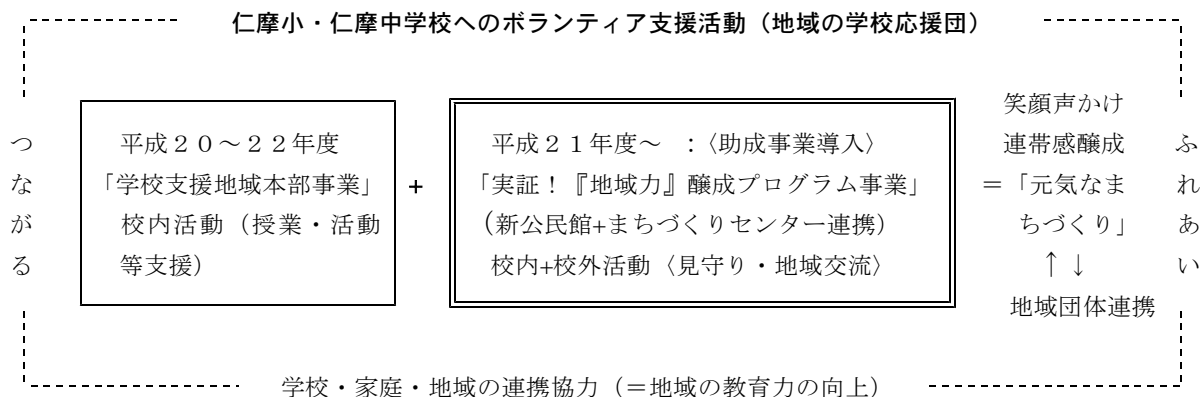 仁摩小・仁摩中学校へのボランティア支援活動（地域の学校応援団）
つながる
平成２０～２２年度
「学校支援地域本部事業」
校内活動（授業・活動
等支援）
+
平成２１年度～　：〈助成事業導入〉
「実証！『地域力』醸成プログラム事業」
（新公民館+まちづくりセンター連携）
校内+校外活動〈見守り・地域交流〉
笑顔声かけ
連帯感醸成
＝「元気なま
ちづくり」
↑↓
地域団体連携
ふれあい
学校・家庭・地域の連携協力（＝地域の教育力の向上）